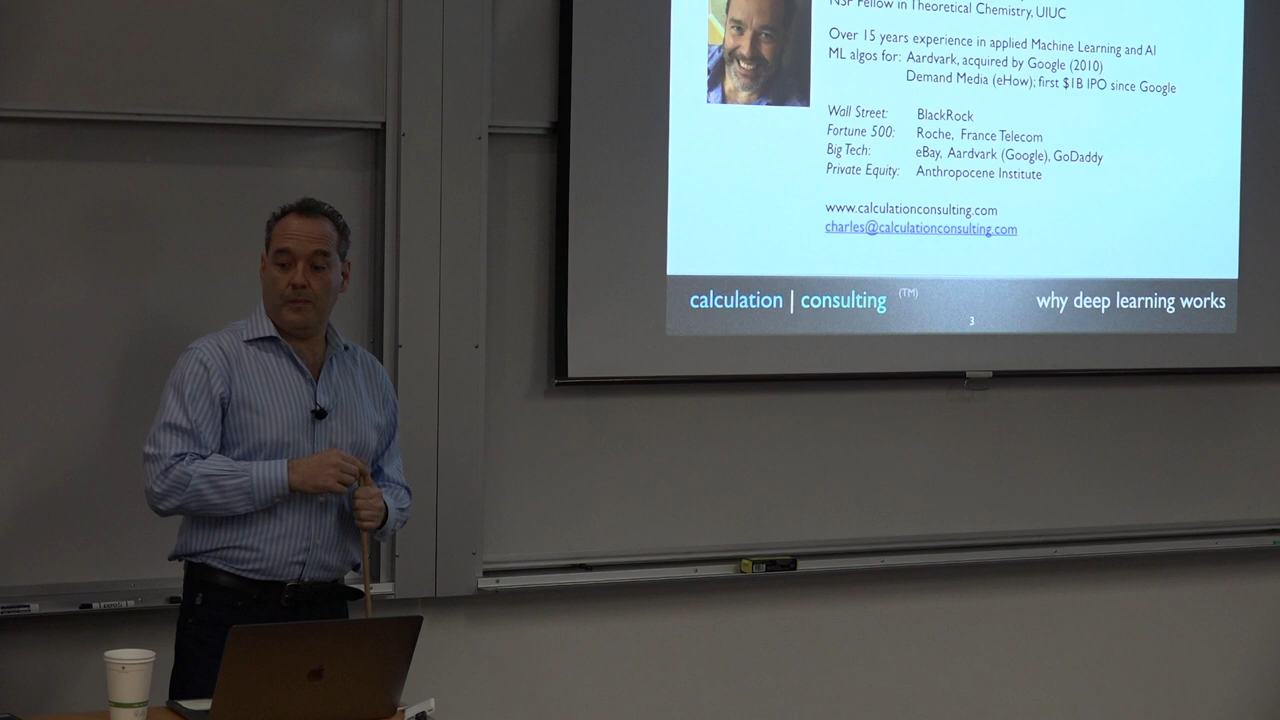 NSF Fellow in Theoretical Chemistry, UIUC
Over 15 years experience in applied Machine Learning and AI
ML algos for: Aardvark, acquired by Google (2010)
Demand Media (eHow); first $1B IPO since Google
Wall Street: BlackRock
Fortune 500: Roche, France Telecom
Big Tech: eBay, Aardvark (Google), GoDaddy
Private Equity: Anthropocene Institute
www.calculationconsulting.com
charles@calculationconsulting.com
calculation | consulting (TM) why deep learning works
3